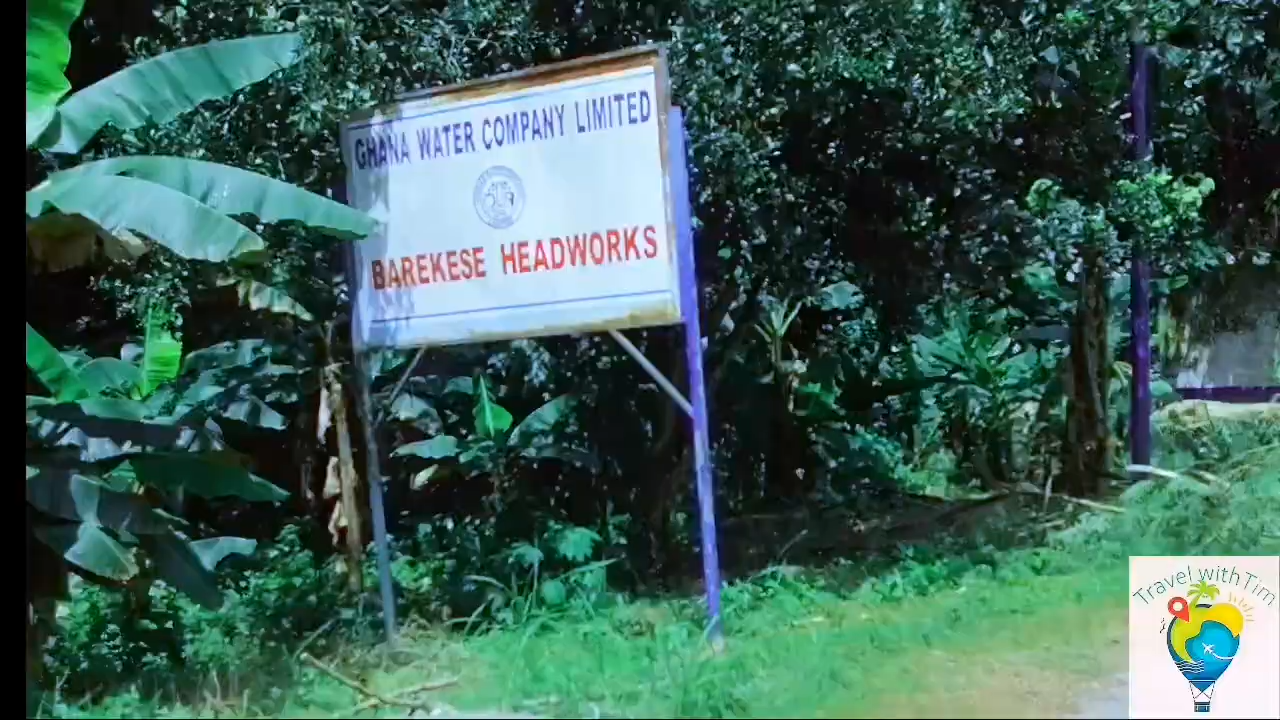 GHANA WATER COMPANY LIMITED
BAREKESE HEADWORKS
Travel with Tim